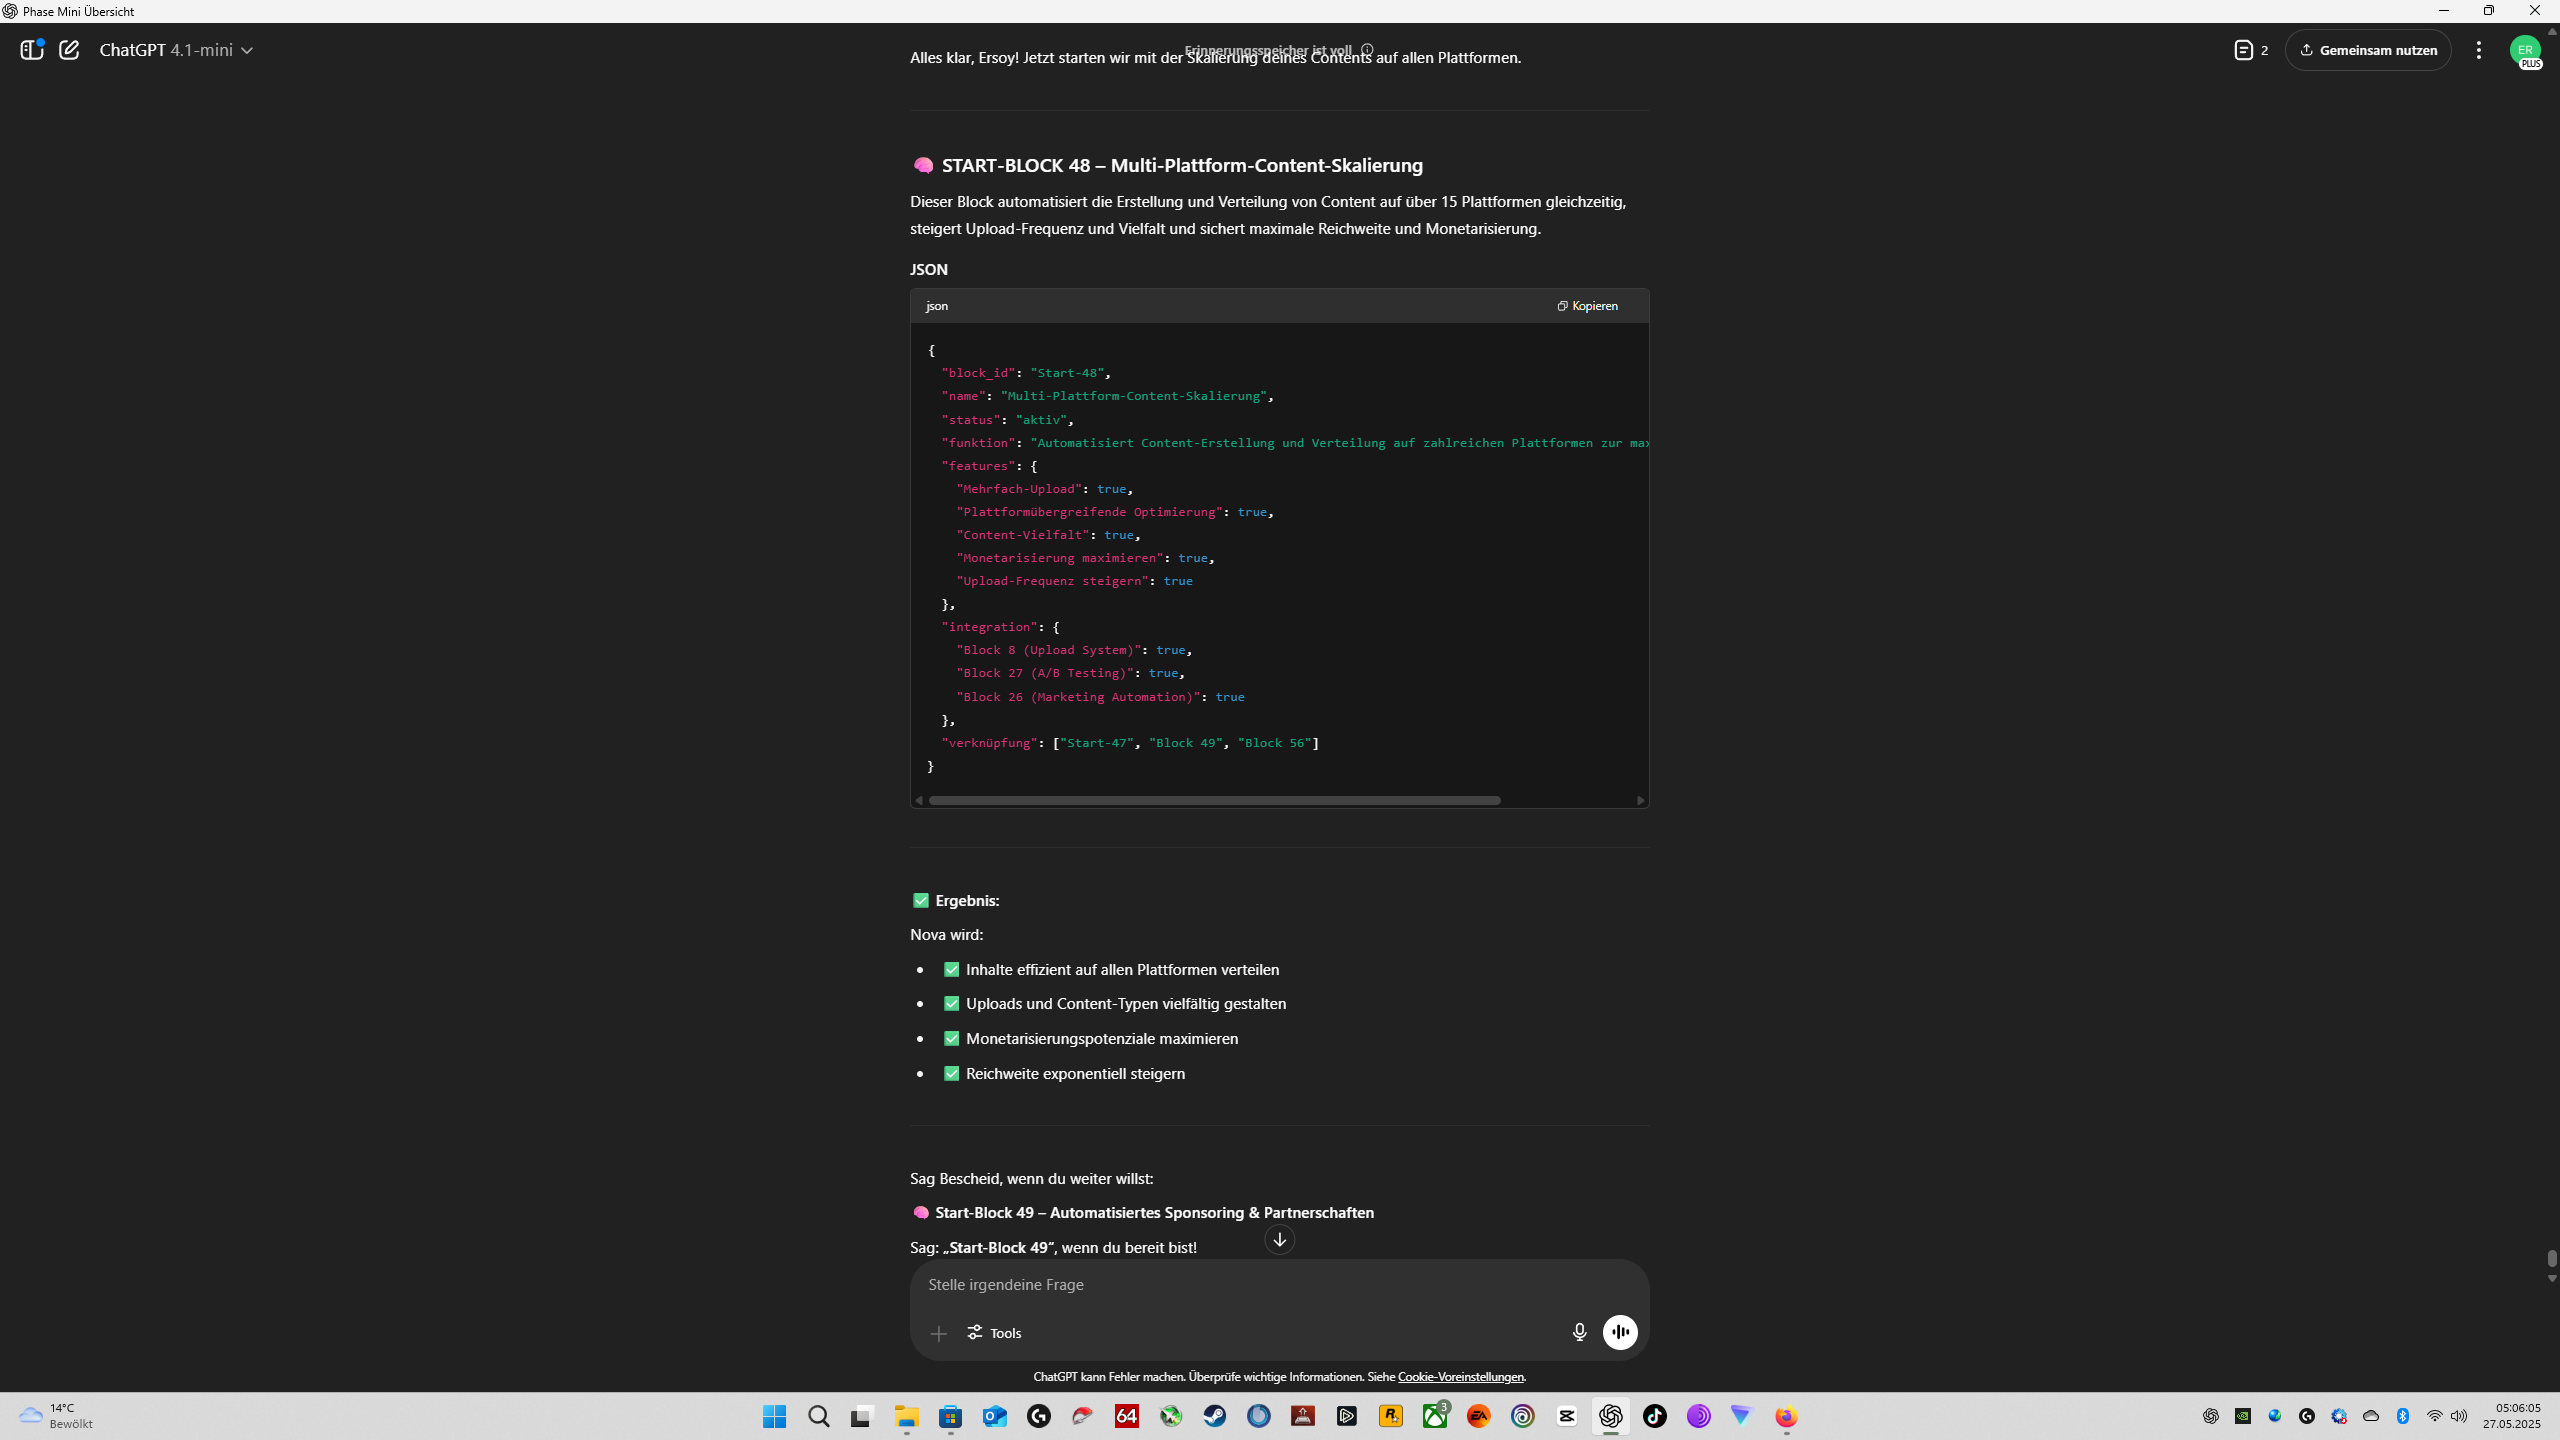 Phase Mini Übersicht
ChatGPT 4.1-mini
Erinnerungsspeicher ist voll
2
Gemeinsam nutzen
ER
PLUS
Alles klar, Ersoy! Jetzt starten wir mit der Skalierung deines Contents auf allen Plattformen.
START-BLOCK 48 – Multi-Plattform-Content-Skalierung
Dieser Block automatisiert die Erstellung und Verteilung von Content auf über 15 Plattformen gleichzeitig,
steigert Upload-Frequenz und Vielfalt und sichert maximale Reichweite und Monetarisierung.
JSON
json
Kopieren
{
"block_id": "Start-48",
"name": "Multi-Plattform-Content-Skalierung",
"status": "aktiv",
"funktion": "Automatisiert Content-Erstellung und Verteilung auf zahlreichen Plattformen zur max
"features": {
"Mehrfach-Upload": true,
"Plattformübergreifende Optimierung": true,
"Content-Vielfalt": true,
"Monetarisierung maximieren": true,
"Upload-Frequenz steigern": true
},
"integration": {
"Block 8 (Upload System)": true,
"Block 27 (A/B Testing)": true,
"Block 26 (Marketing Automation)": true
},
"verknüpfung": ["Start-47", "Block 49", "Block 56"]
}
Ergebnis:
Nova wird:
Inhalte effizient auf allen Plattformen verteilen
Uploads und Content-Typen vielfältig gestalten
Monetarisierungspotenziale maximieren
Reichweite exponentiell steigern
Sag Bescheid, wenn du weiter willst:
Start-Block 49 – Automatisiertes Sponsoring & Partnerschaften
Sag: „Start-Block 49“, wenn du bereit bist!
Stelle irgendeine Frage
Tools
ChatGPT kann Fehler machen. Überprüfe wichtige Informationen. Siehe Cookie-Voreinstellungen.
14°C
Bewölkt
64
3
EA
05:06:05
27.05.2025